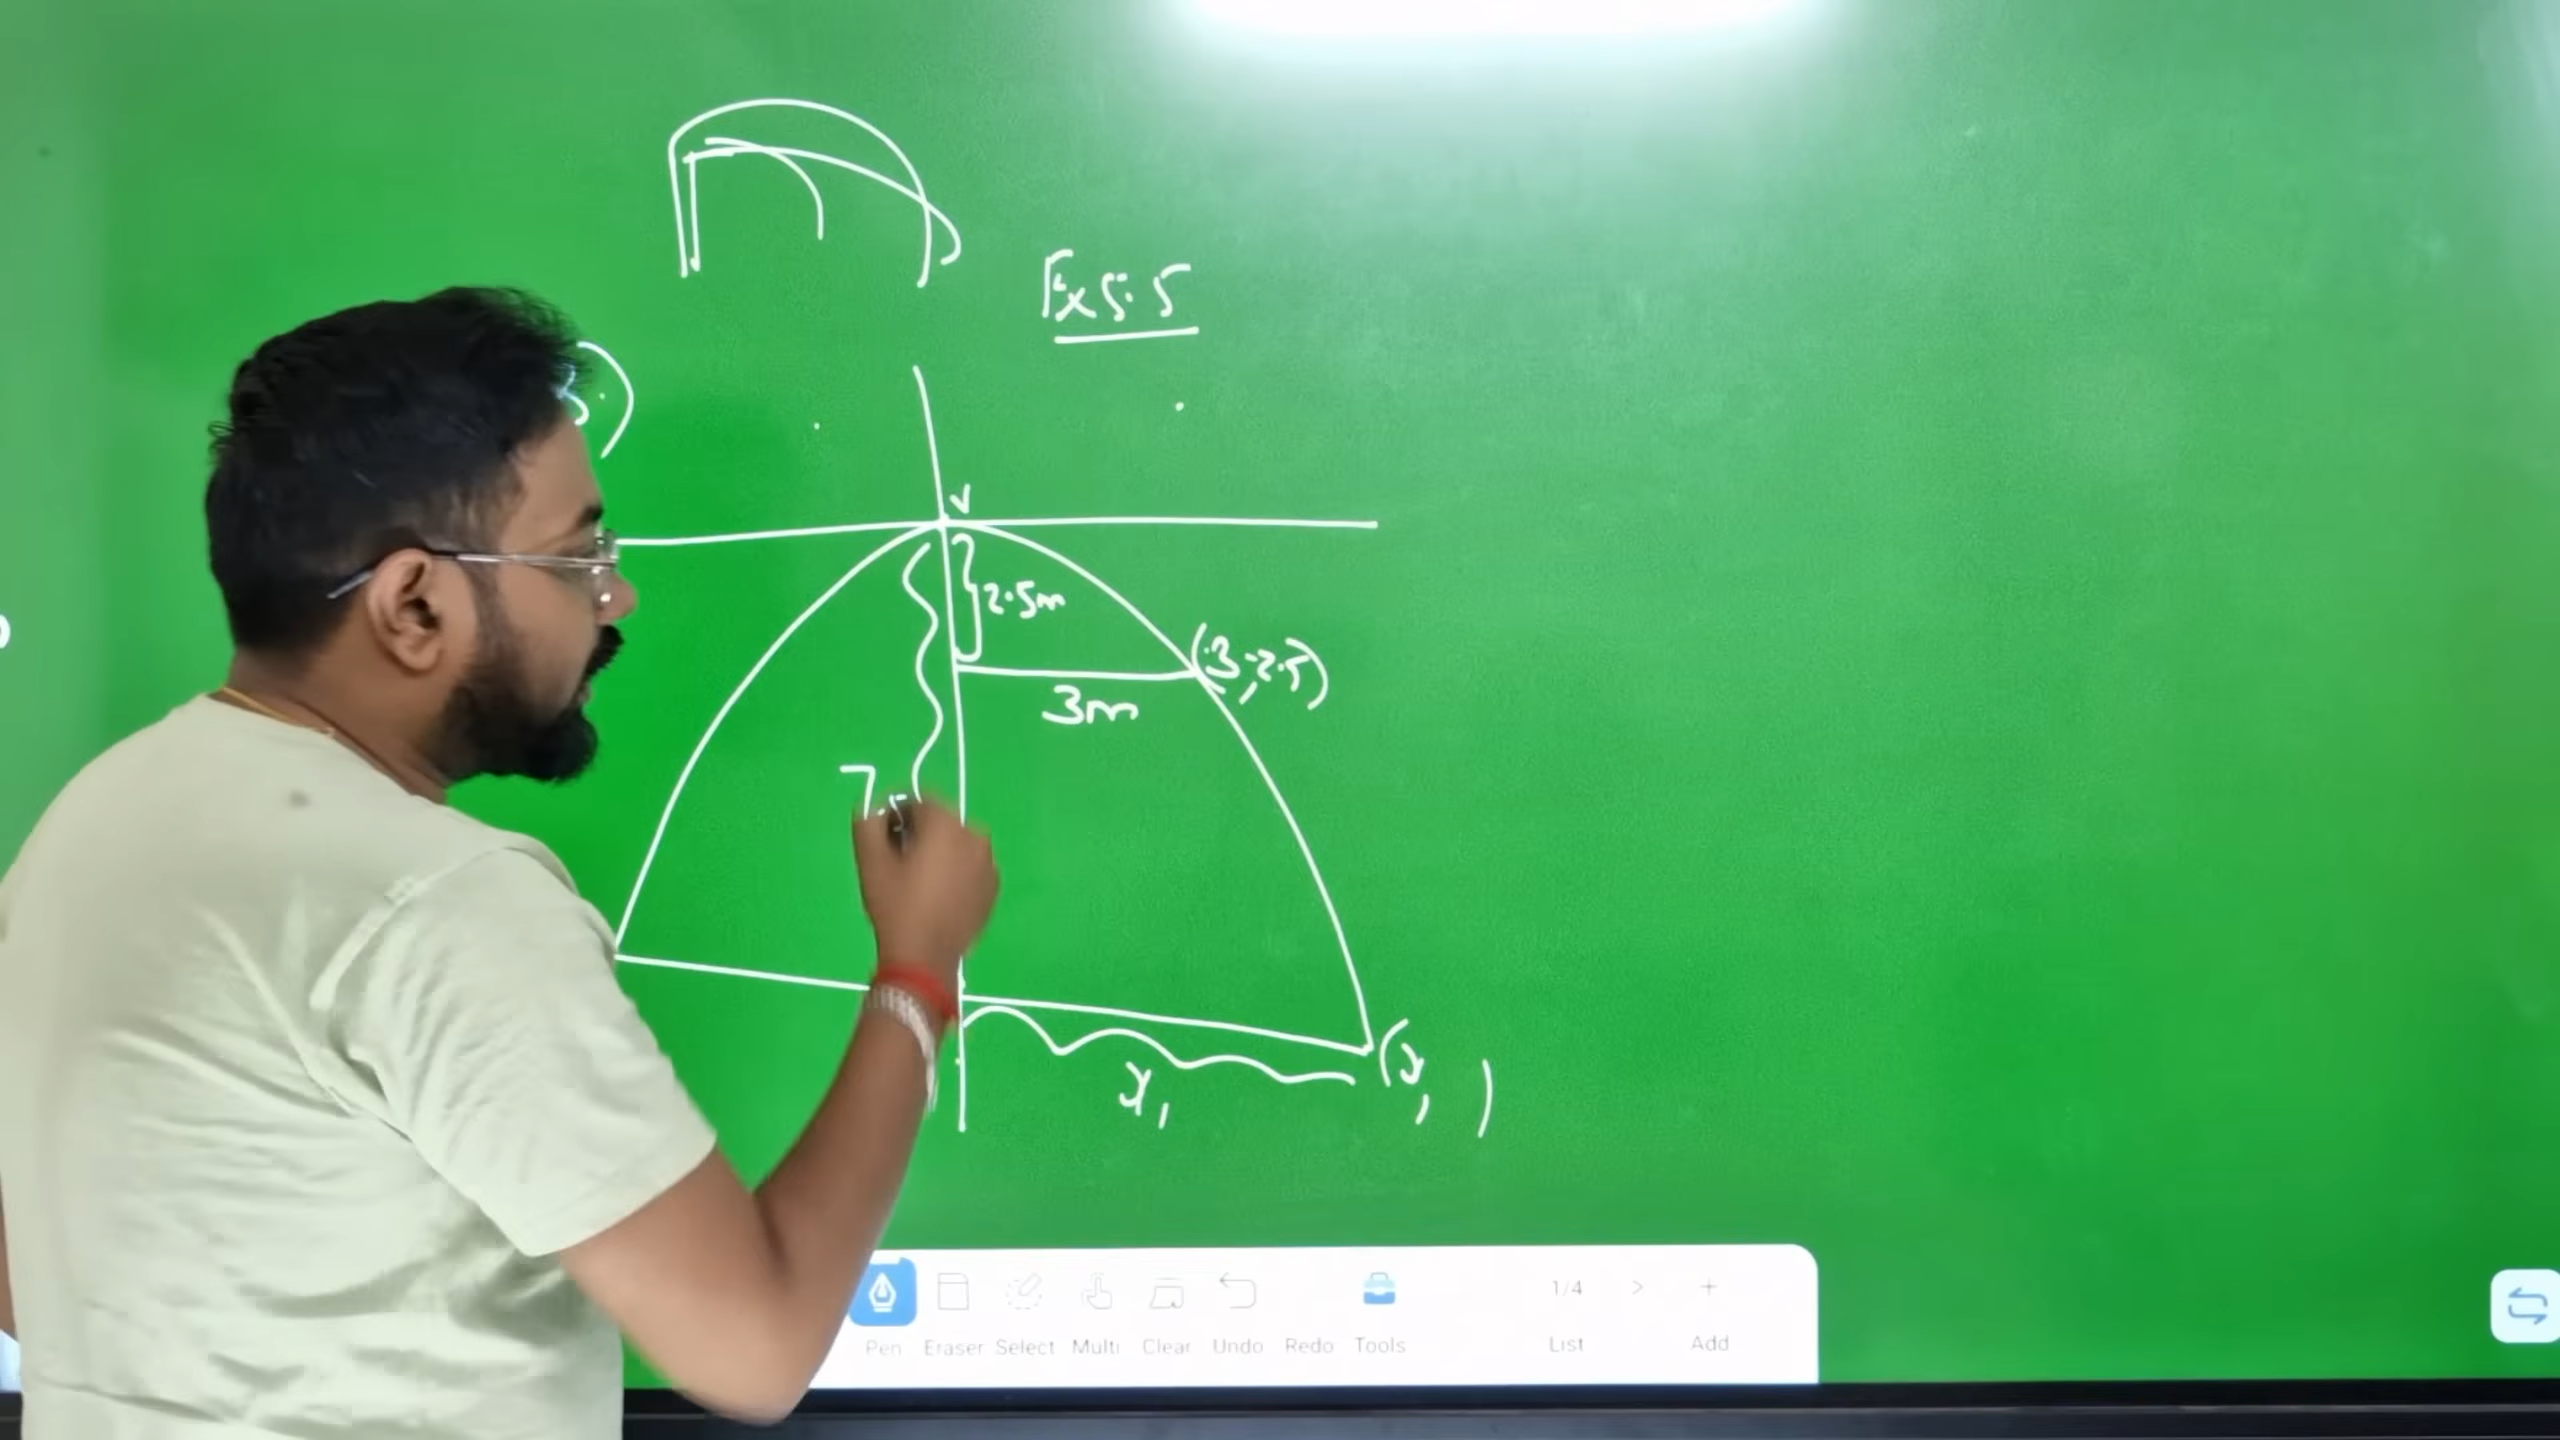 Ex 5.5
V
2.5m
(3, -2.5)
3m
7.5
x,
(x, )
1/4 > +
Pen Eraser Select Multi Clear Undo Redo Tools List Add